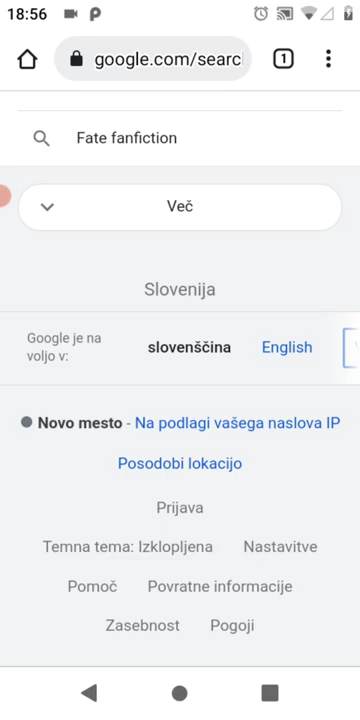 18:56
google.com/searc
1
Fate fanfiction
Več
Slovenija
Google je na
voljo v:
slovenščina English
Novo mesto - Na podlagi vašega naslova IP
Posodobi lokacijo
Prijava
Temna tema: Izklopljena Nastavitve
Pomoč Povratne informacije
Zasebnost Pogoji